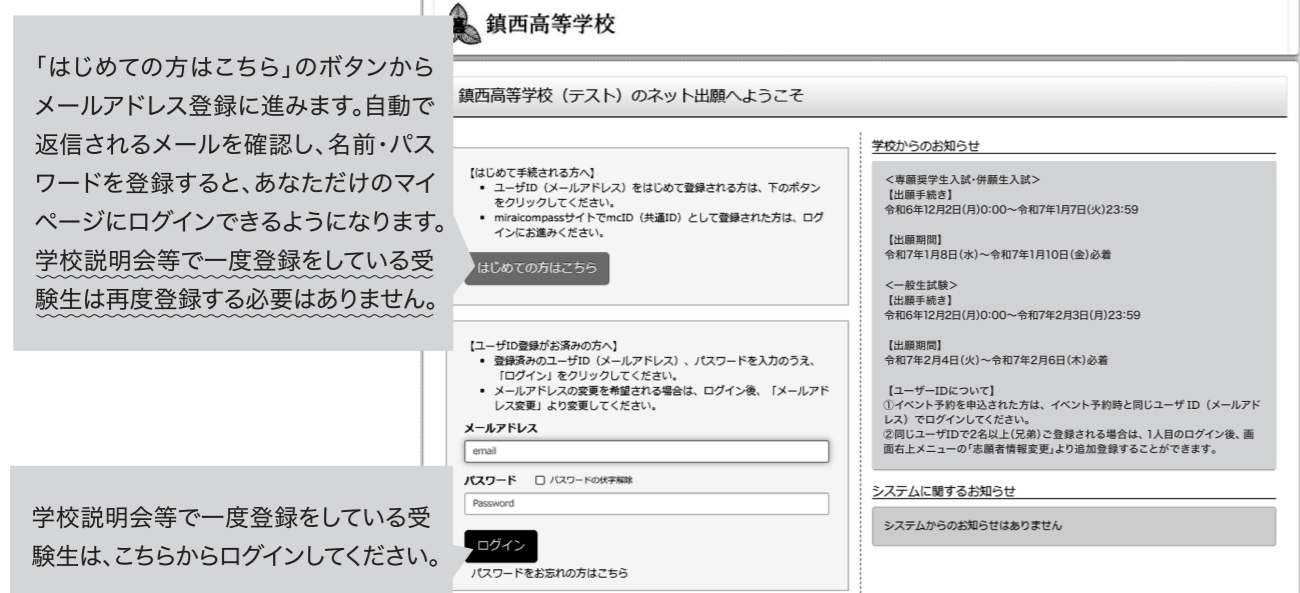 鎮西高等学校
「はじめての方はこちら」のボタンから
メールアドレス登録に進みます。自動で
返信されるメールを確認し、名前・パス
ワードを登録すると、あなただけのマイ
ページにログインできるようになります。
学校説明会等で一度登録をしている受
験生は再度登録する必要はありません。
鎮西高等学校（テスト）のネット出願へようこそ
【はじめて手続される方へ】
• ユーザID（メールアドレス）をはじめて登録される方は、下のボタン
をクリックしてください。
• miraicompassサイトでmcID（共通ID）として登録された方は、ログ
インにお進みください。
はじめての方はこちら
【ユーザID登録がお済みの方へ】
• 登録済みのユーザID（メールアドレス）、パスワードを入力のうえ、
「ログイン」をクリックしてください。
• メールアドレスの変更を希望される場合は、ログイン後、「メールアド
レス変更」より変更してください。
メールアドレス
email
パスワード □ パスワードの伏字解除
Password
学校説明会等で一度登録をしている受
験生は、こちらからログインしてください。
ログイン
パスワードをお忘れの方はこちら
学校からのお知らせ
＜専願奨学生入試・併願生入試＞
【出願手続き】
令和6年12月2日(月)0:00～令和7年1月7日(火)23:59
【出願期間】
令和7年1月8日(水)～令和7年1月10日(金)必着
＜一般生試験＞
【出願手続き】
令和6年12月2日(月)0:00～令和7年2月3日(月)23:59
【出願期間】
令和7年2月4日(火)～令和7年2月6日(木)必着
【ユーザーIDについて】
①イベント予約を申込された方は、イベント予約時と同じユーザ ID（メールアド
レス）でログインしてください。
②同じユーザIDで2名以上(兄弟)ご登録される場合は、1人目のログイン後、画
面右上メニューの「志願者情報変更」より追加登録することができます。
システムに関するお知らせ
システムからのお知らせはありません